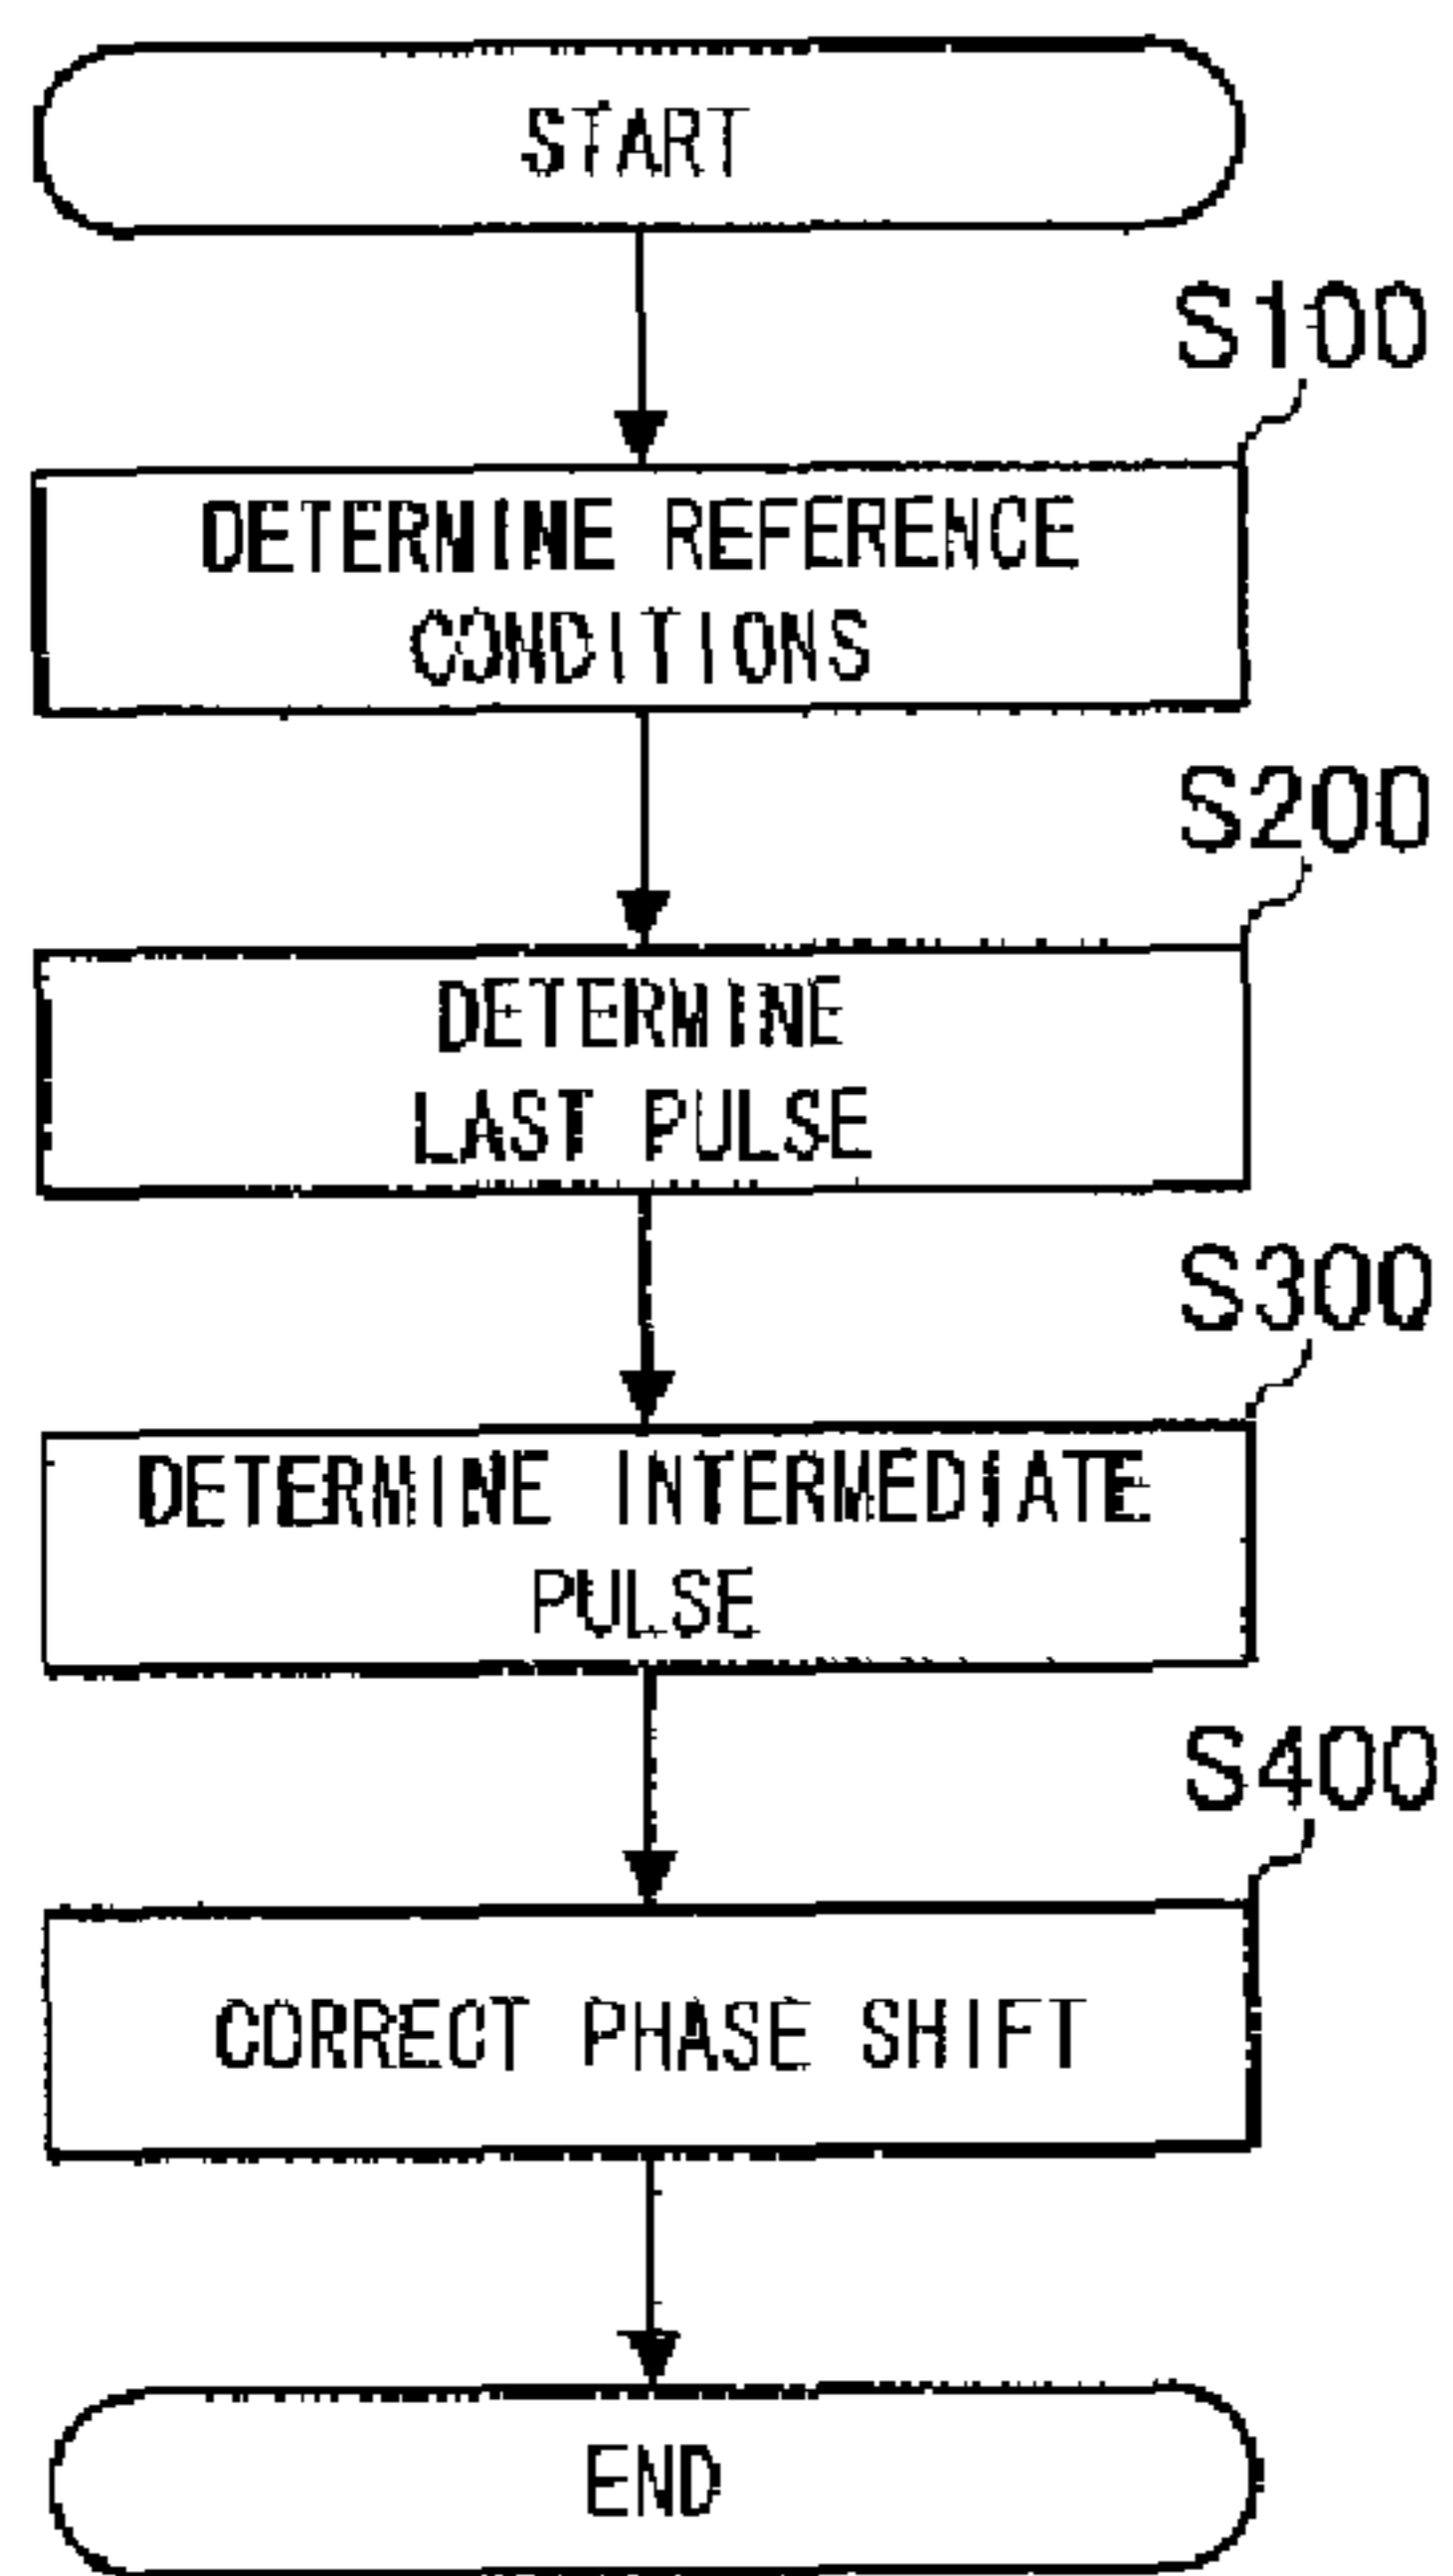 START
S100
DETERMINE REFERENCE
CONDITIONS
S200
DETERMINE
LAST PULSE
S300
DETERMINE INTERMEDIATE
PULSE
S400
CORRECT PHASE SHIFT
END